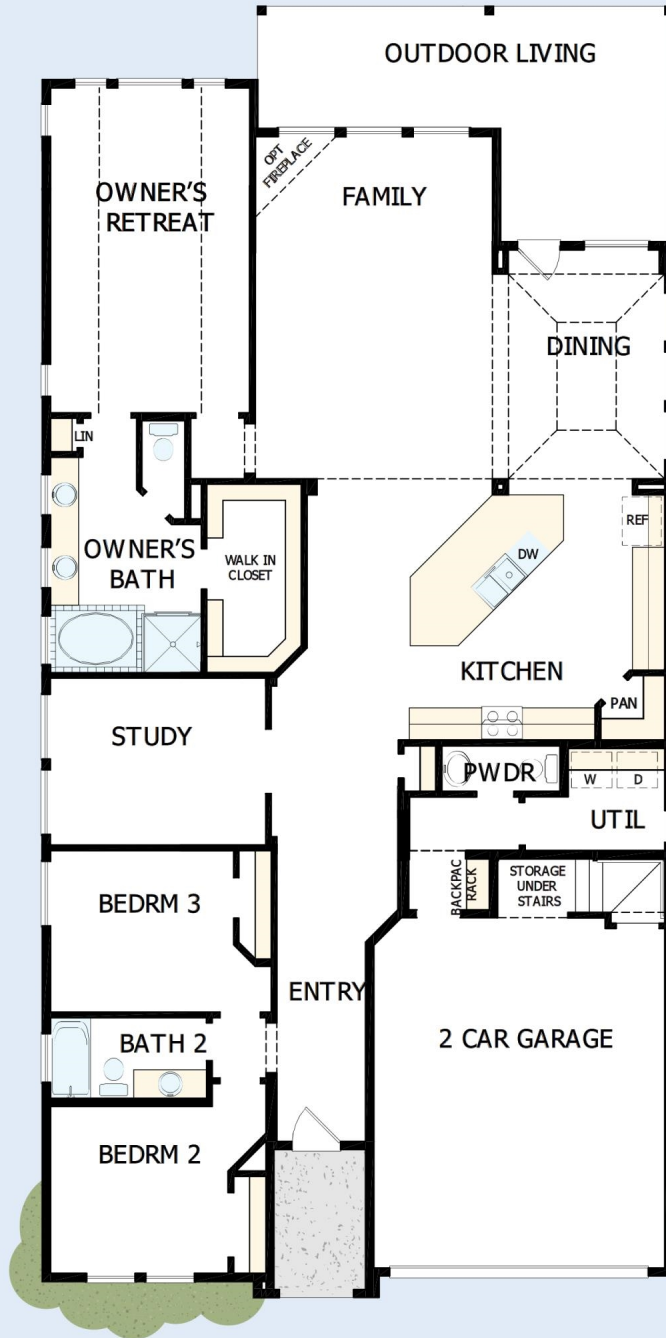 OUTDOOR LIVING
OPT
FIREPLACE
OWNER'S
RETREAT
FAMILY
DINING
LIN
REF
OWNER'S
BATH
WALK IN
CLOSET
DW
KITCHEN
PAN
STUDY
PWDR
W
D
UTIL
BACKPAC
RACK
STORAGE
UNDER
STAIRS
BEDRM 3
ENTRY
BATH 2
2 CAR GARAGE
BEDRM 2